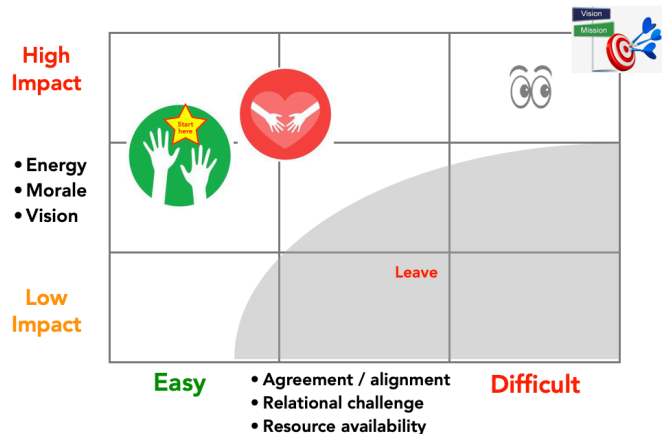 Vision
Mission
High
Impact
Start
here
• Energy
• Morale
• Vision
Leave
Low
Impact
Easy
• Agreement / alignment
• Relational challenge
• Resource availability
Difficult